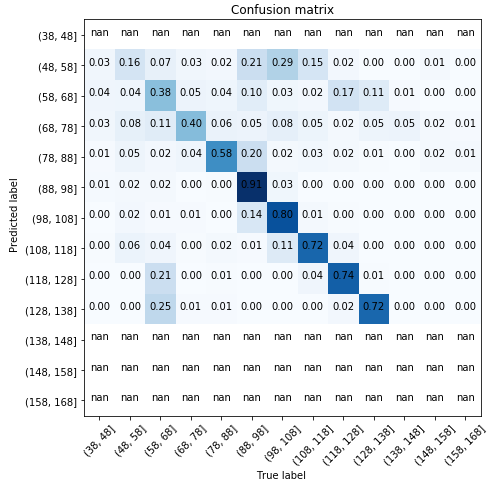 Confusion matrix
(38, 48] nan nan nan nan nan nan nan nan nan nan nan nan nan
(48, 58] 0.03 0.16 0.07 0.03 0.02 0.21 0.29 0.15 0.02 0.00 0.00 0.01 0.00
(58, 68] 0.04 0.04 0.38 0.05 0.04 0.10 0.03 0.02 0.17 0.11 0.01 0.00 0.00
(68, 78] 0.03 0.08 0.11 0.40 0.06 0.05 0.08 0.05 0.02 0.05 0.05 0.02 0.01
(78, 88] 0.01 0.05 0.02 0.04 0.58 0.20 0.02 0.03 0.02 0.01 0.00 0.02 0.01
(88, 98] 0.01 0.02 0.02 0.00 0.00 0.91 0.03 0.00 0.00 0.00 0.00 0.00 0.00
(98, 108] 0.00 0.02 0.01 0.01 0.00 0.14 0.80 0.01 0.00 0.00 0.00 0.00 0.00
(108, 118] 0.00 0.06 0.04 0.00 0.02 0.01 0.11 0.72 0.04 0.00 0.00 0.00 0.00
(118, 128] 0.00 0.00 0.21 0.00 0.01 0.00 0.00 0.04 0.74 0.01 0.00 0.00 0.00
(128, 138] 0.00 0.00 0.25 0.01 0.01 0.00 0.00 0.00 0.02 0.72 0.00 0.00 0.00
(138, 148] nan nan nan nan nan nan nan nan nan nan nan nan nan
(148, 158] nan nan nan nan nan nan nan nan nan nan nan nan nan
(158, 168] nan nan nan nan nan nan nan nan nan nan nan nan nan
Predicted label
(38, 48] (48, 58] (58, 68] (68, 78] (78, 88] (88, 98] (98, 108] (108, 118] (118, 128] (128, 138] (138, 148] (148, 158] (158, 168]
True label